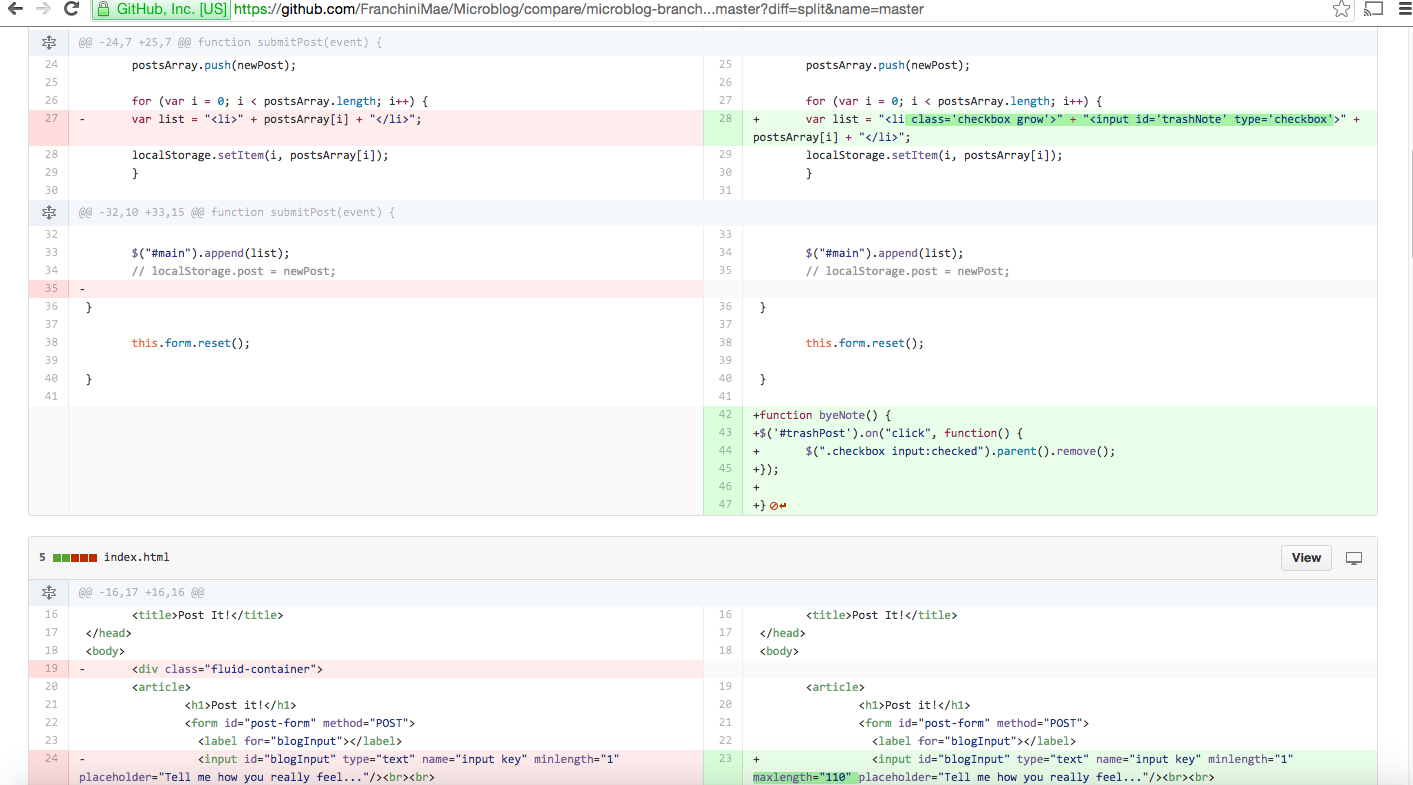 GitHub, Inc. [US] https://github.com/FranchiniMae/Microblog/compare/microblog-branch...master?diff=split&name=master
@@ -24,7 +25,7 @@ function submitPost(event) {
24 postsArray.push(newPost); 25 postsArray.push(newPost);
25 26
26 for (var i = 0; i < postsArray.length; i++) { 27 for (var i = 0; i < postsArray.length; i++) {
27 - var list = "<li>" + postsArray[i] + "</li>"; 28 + var list = "<li class='checkbox grow'>" + "<input id='trashNote' type='checkbox'>" +
postsArray[i] + "</li>";
28 localStorage.setItem(i, postsArray[i]); 29 localStorage.setItem(i, postsArray[i]);
29 } 30 }
30 31
@@ -32,10 +33,15 @@ function submitPost(event) {
32 33
33 $("#main").append(list); 34 $("#main").append(list);
34 // localStorage.post = newPost; 35 // localStorage.post = newPost;
35 -
36 } 36 }
37 37
38 this.form.reset(); 38 this.form.reset();
39 39
40 } 40 }
41 41
42 +function byeNote() {
43 +$('#trashPost').on("click", function() {
44 + $(".checkbox input:checked").parent().remove();
45 +});
46 +
47 +}
5 index.html View
@@ -16,17 +16,16 @@
16 <title>Post It!</title> 16 <title>Post It!</title>
17 </head> 17 </head>
18 <body> 18 <body>
19 - <div class="fluid-container">
20 <article> 19 <article>
21 <h1>Post it!</h1> 20 <h1>Post it!</h1>
22 <form id="post-form" method="POST"> 21 <form id="post-form" method="POST">
23 <label for="blogInput"></label> 22 <label for="blogInput"></label>
24 - <input id="blogInput" type="text" name="input key" minlength="1" 23 + <input id="blogInput" type="text" name="input key" minlength="1"
placeholder="Tell me how you really feel..."/><br><br> maxlength="110" placeholder="Tell me how you really feel..."/><br><br>